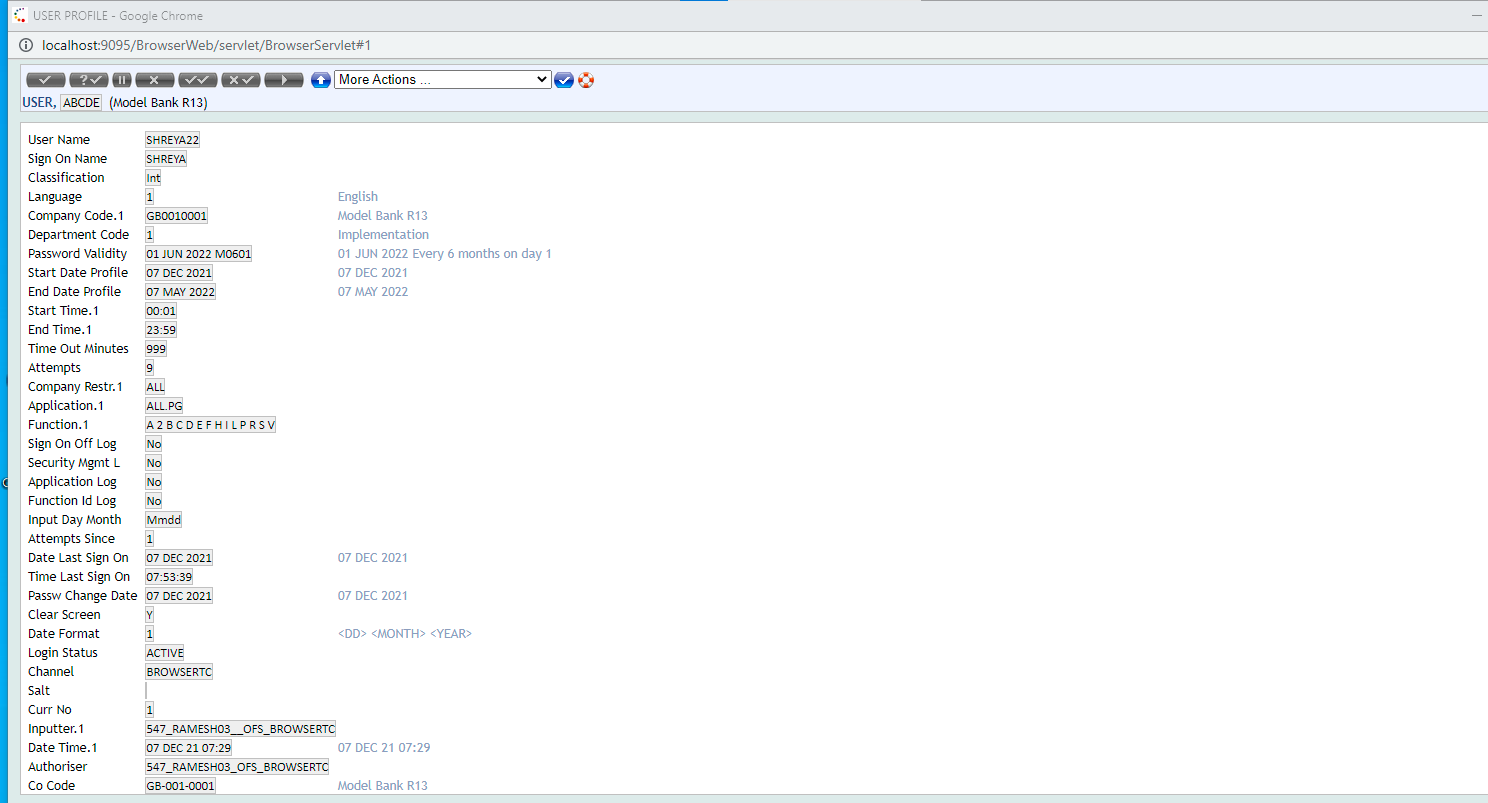 USER PROFILE - Google Chrome
localhost:9095/BrowserWeb/servlet/BrowserServlet#1
More Actions ...
USER, ABCDE (Model Bank R13)
User Name SHREYA22
Sign On Name SHREYA
Classification Int
Language 1 English
Company Code.1 GB0010001 Model Bank R13
Department Code 1 Implementation
Password Validity 01 JUN 2022 M0601 01 JUN 2022 Every 6 months on day 1
Start Date Profile 07 DEC 2021 07 DEC 2021
End Date Profile 07 MAY 2022 07 MAY 2022
Start Time.1 00:01
End Time.1 23:59
Time Out Minutes 999
Attempts 9
Company Restr.1 ALL
Application.1 ALL.PG
Function.1 A 2 B C D E F H I L P R S V
Sign On Off Log No
Security Mgmt L No
Application Log No
Function Id Log No
Input Day Month Mmdd
Attempts Since 1
Date Last Sign On 07 DEC 2021 07 DEC 2021
Time Last Sign On 07:53:39
Passw Change Date 07 DEC 2021 07 DEC 2021
Clear Screen Y
Date Format 1 <DD> <MONTH> <YEAR>
Login Status ACTIVE
Channel BROWSERTC
Salt
Curr No 1
Inputter.1 547_RAMESH03__OFS_BROWSERTC
Date Time.1 07 DEC 21 07:29 07 DEC 21 07:29
Authoriser 547_RAMESH03_OFS_BROWSERTC
Co Code GB-001-0001 Model Bank R13